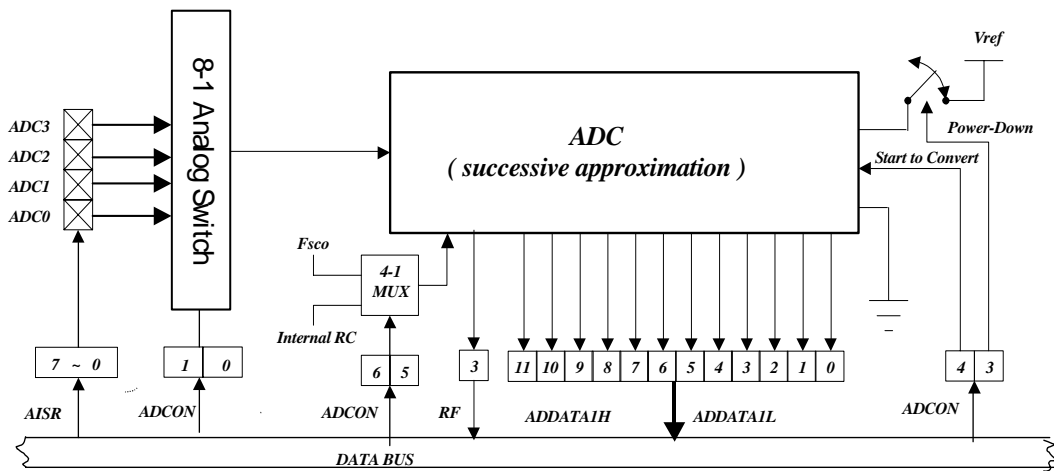 Vref
8-1 Analog Switch
ADC
( successive approximation )
ADC3
ADC2
ADC1
ADC0
Power-Down
Start to Convert
Fsco
4-1
MUX
Internal RC
7 ~ 0
1 0
6 5
3
11 10 9 8 7 6 5 4 3 2 1 0
4 3
AISR
ADCON
ADCON
RF
ADDATA1H
ADDATA1L
ADCON
DATA BUS